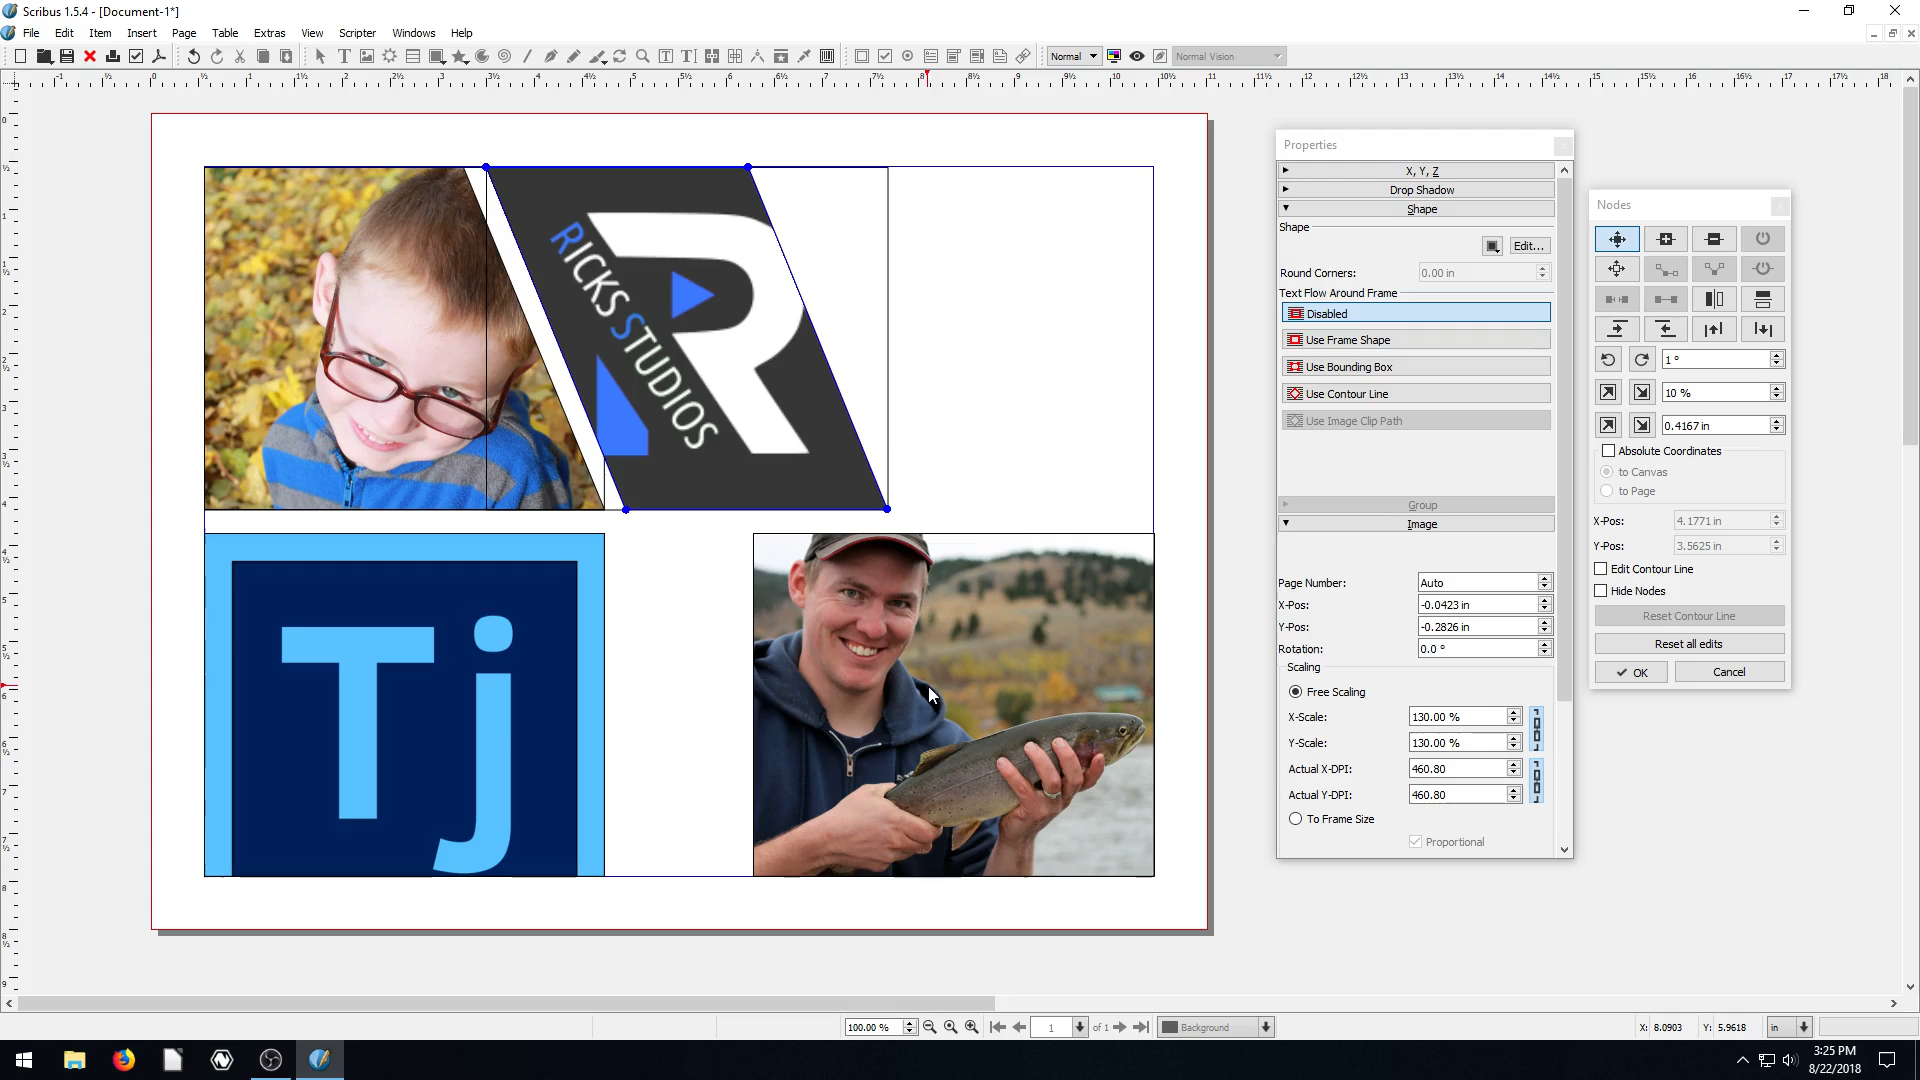 Scribus 1.5.4 - [Document-1*]
File Edit Item Insert Page Table Extras View Scripter Windows Help
Normal
Normal Vision
RICKS STUDIOS
Tj
Properties
X, Y, Z
Drop Shadow
Shape
Shape
Edit...
Round Corners: 0.00 in
Text Flow Around Frame
Disabled
Use Frame Shape
Use Bounding Box
Use Contour Line
Use Image Clip Path
Group
Image
Page Number: Auto
X-Pos: -0.0423 in
Y-Pos: -0.2826 in
Rotation: 0.0 °
Scaling
Free Scaling
X-Scale: 130.00 %
Y-Scale: 130.00 %
Actual X-DPI: 460.80
Actual Y-DPI: 460.80
To Frame Size
Proportional
Nodes
1 °
10 %
0.4167 in
Absolute Coordinates
to Canvas
to Page
X-Pos: 4.1771 in
Y-Pos: 3.5625 in
Edit Contour Line
Hide Nodes
Reset Contour Line
Reset all edits
OK Cancel
100.00 % 1 of 1 Background X: 8.0903 Y: 5.9618 in
3:25 PM
8/22/2018